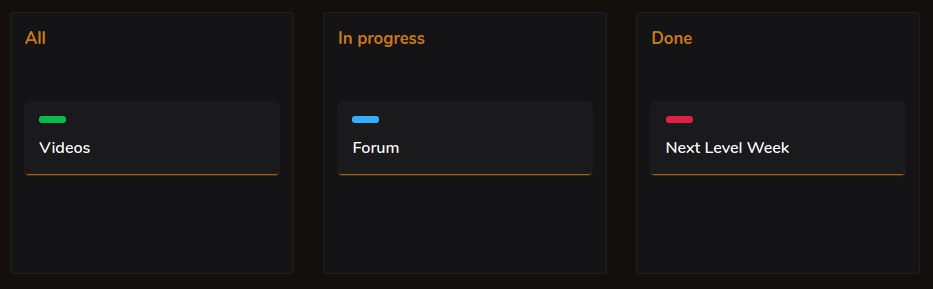 All
In progress
Done
Videos
Forum
Next Level Week